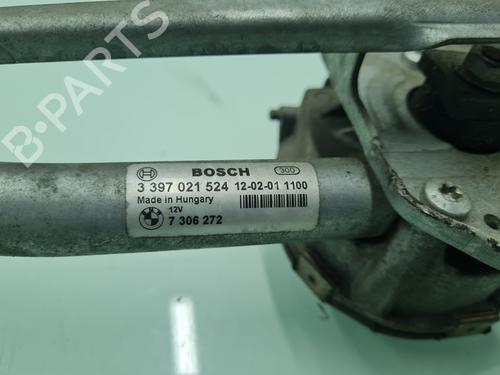 BOSCH 300
3 397 021 524 12-02-01 1100
Made in Hungary
12V
7 306 272
B-PARTS